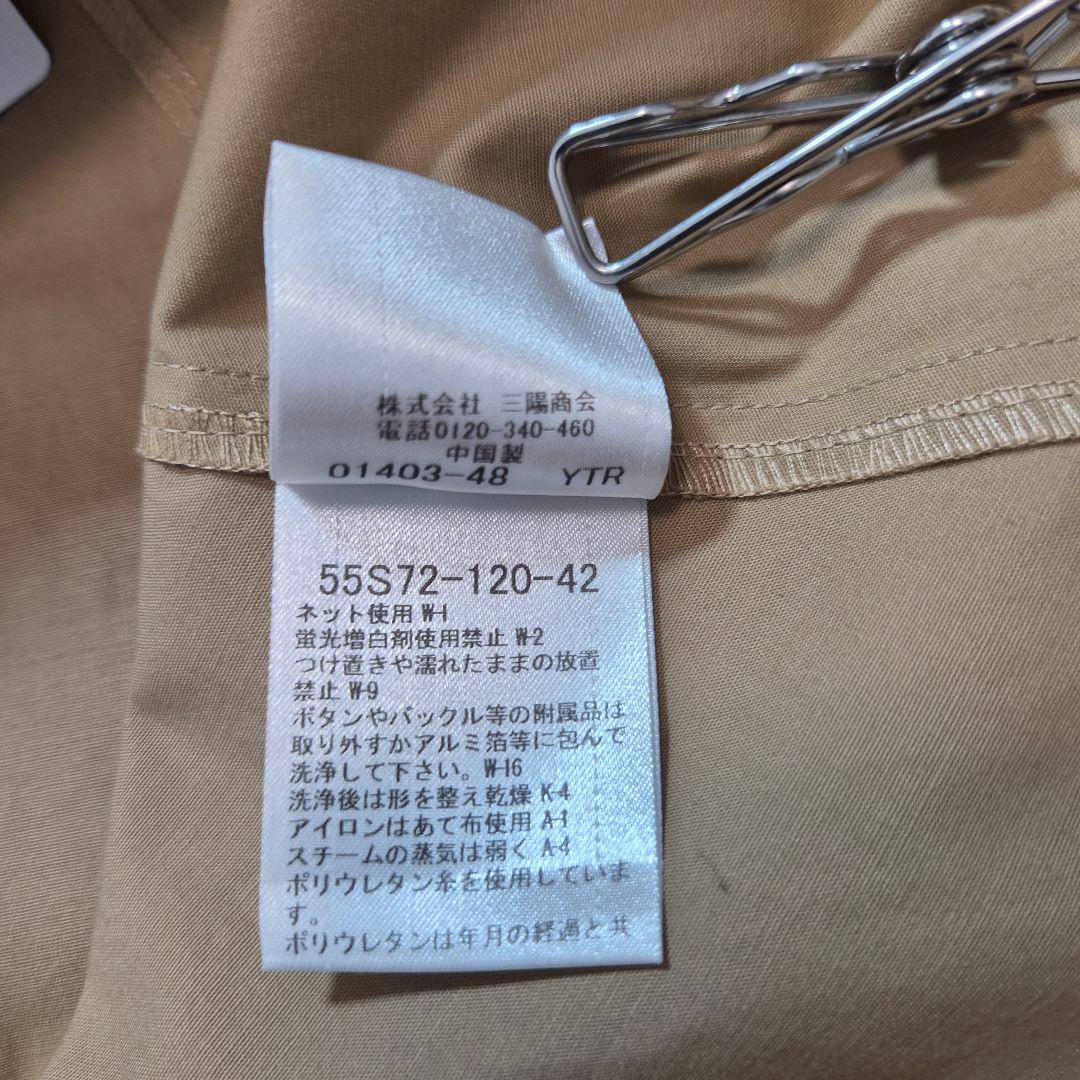 株式会社 三陽商会
電話0120-340-460
中国製
01403-48 YTR
55S72-120-42
ネット使用 W-1
蛍光増白剤使用禁止 W-2
つけ置きや濡れたままの放置
禁止 W-9
ボタンやバックル等の附属品は
取り外すかアルミ箔等に包んで
洗浄して下さい。W-16
洗浄後は形を整え乾燥 K-4
アイロンはあて布使用 A-1
スチームの蒸気は弱く A-4
ポリウレタン糸を使用していま
す。
ポリウレタンは年月の経過と共